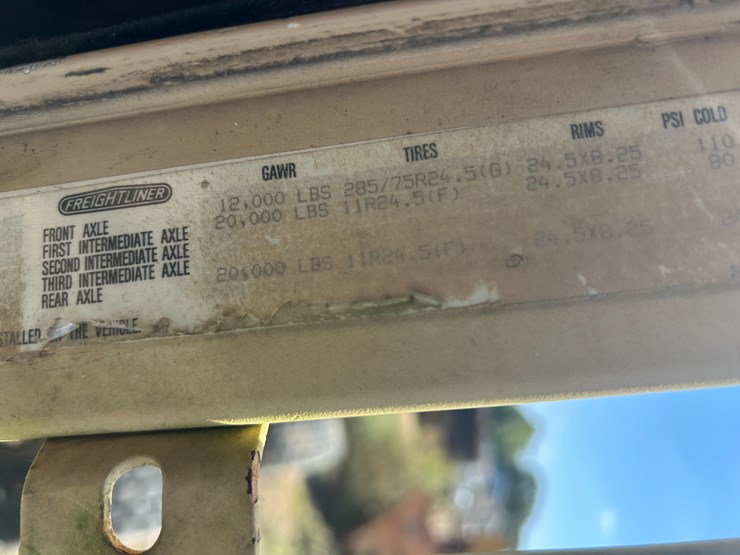 FREIGHTLINER GAWR TIRES RIMS PSI COLD
FRONT AXLE 12,000 LBS 285/75R24.5(G) 24.5X8.25 110
FIRST INTERMEDIATE AXLE 20,000 LBS 11R24.5(F) 24.5X8.25 80
SECOND INTERMEDIATE AXLE
THIRD INTERMEDIATE AXLE
REAR AXLE 20,000 LBS 11R24.5(F) 24.5X8.25
THE VEHICLE